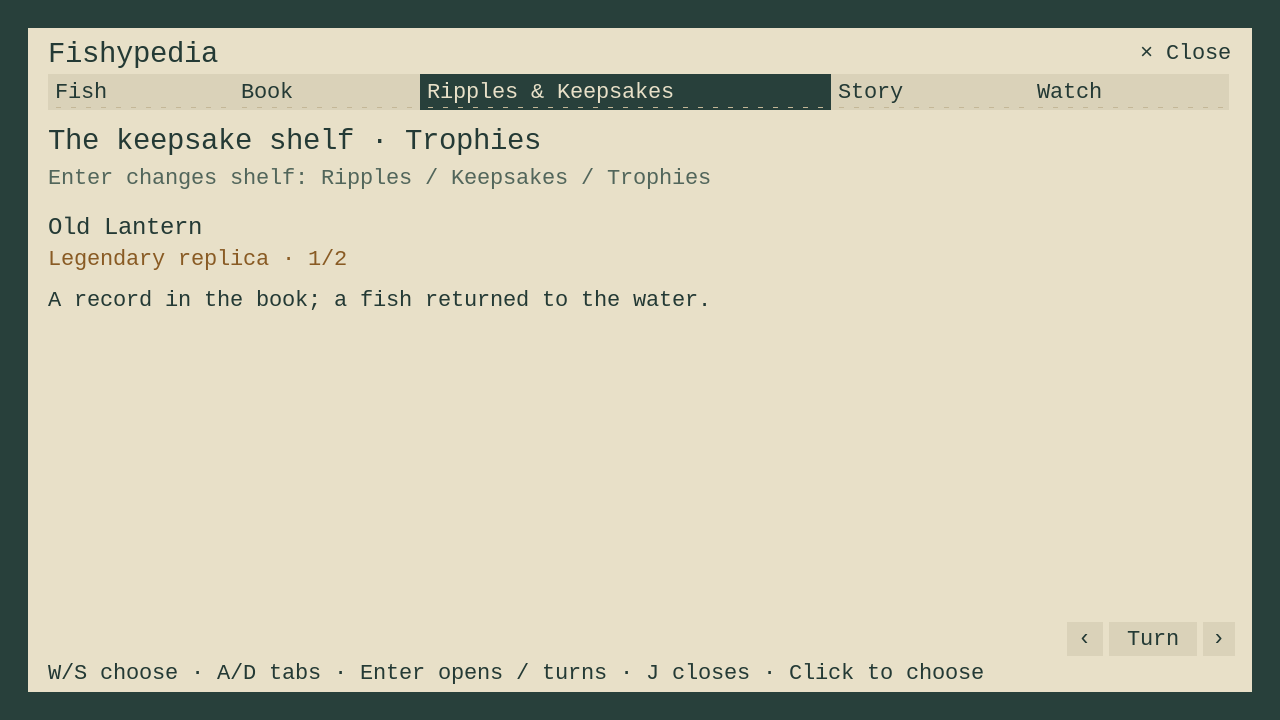 Fishypedia
× Close
Fish Book Ripples & Keepsakes Story Watch
The keepsake shelf · Trophies
Enter changes shelf: Ripples / Keepsakes / Trophies
Old Lantern
Legendary replica · 1/2
A record in the book; a fish returned to the water.
‹ Turn ›
W/S choose · A/D tabs · Enter opens / turns · J closes · Click to choose